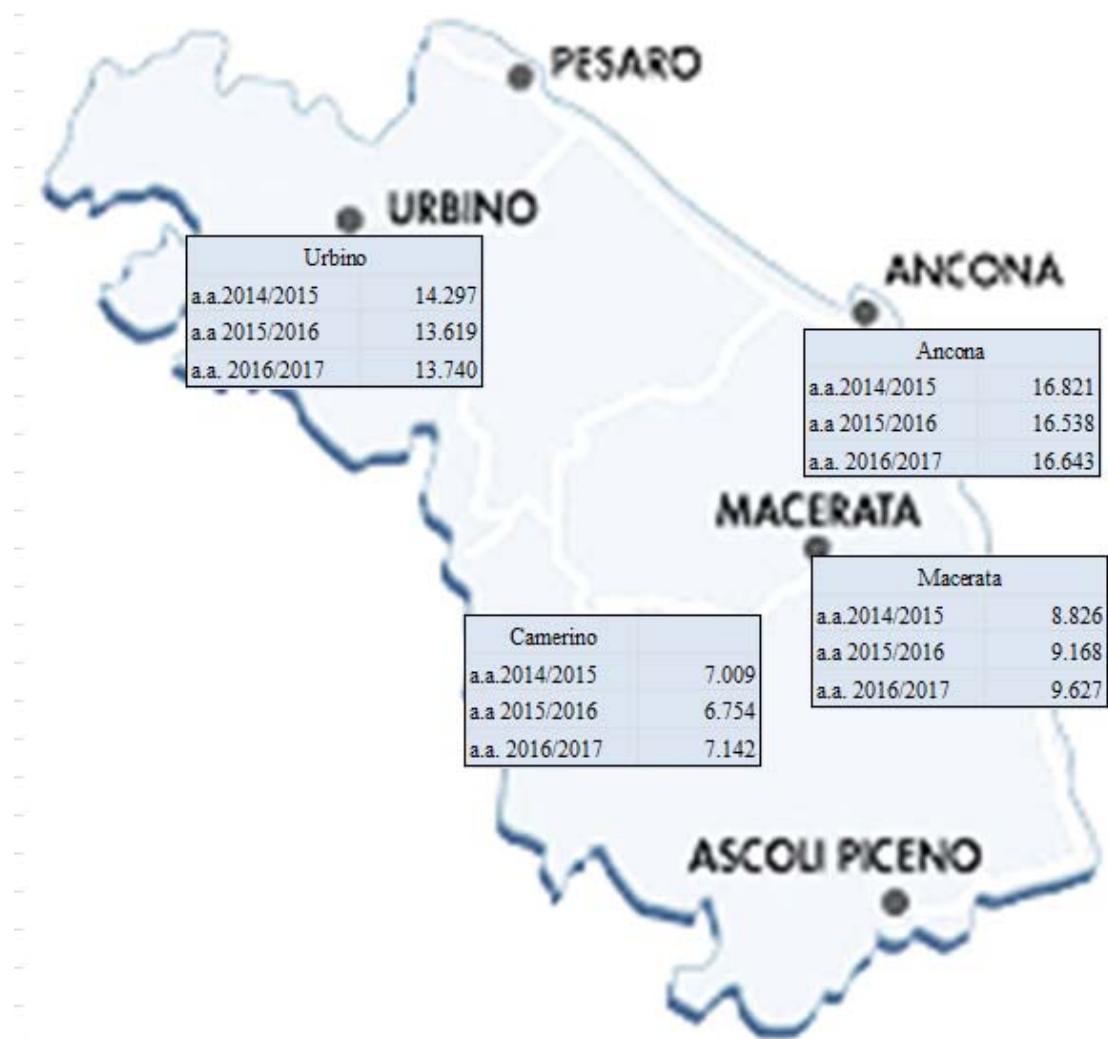 PESARO
URBINO
Urbino
a.a.2014/2015 14.297
a.a 2015/2016 13.619
a.a. 2016/2017 13.740
ANCONA
Ancona
a.a.2014/2015 16.821
a.a 2015/2016 16.538
a.a. 2016/2017 16.643
MACERATA
Macerata
a.a.2014/2015 8.826
a.a 2015/2016 9.168
a.a. 2016/2017 9.627
Camerino
a.a.2014/2015 7.009
a.a 2015/2016 6.754
a.a. 2016/2017 7.142
ASCOLI PICENO